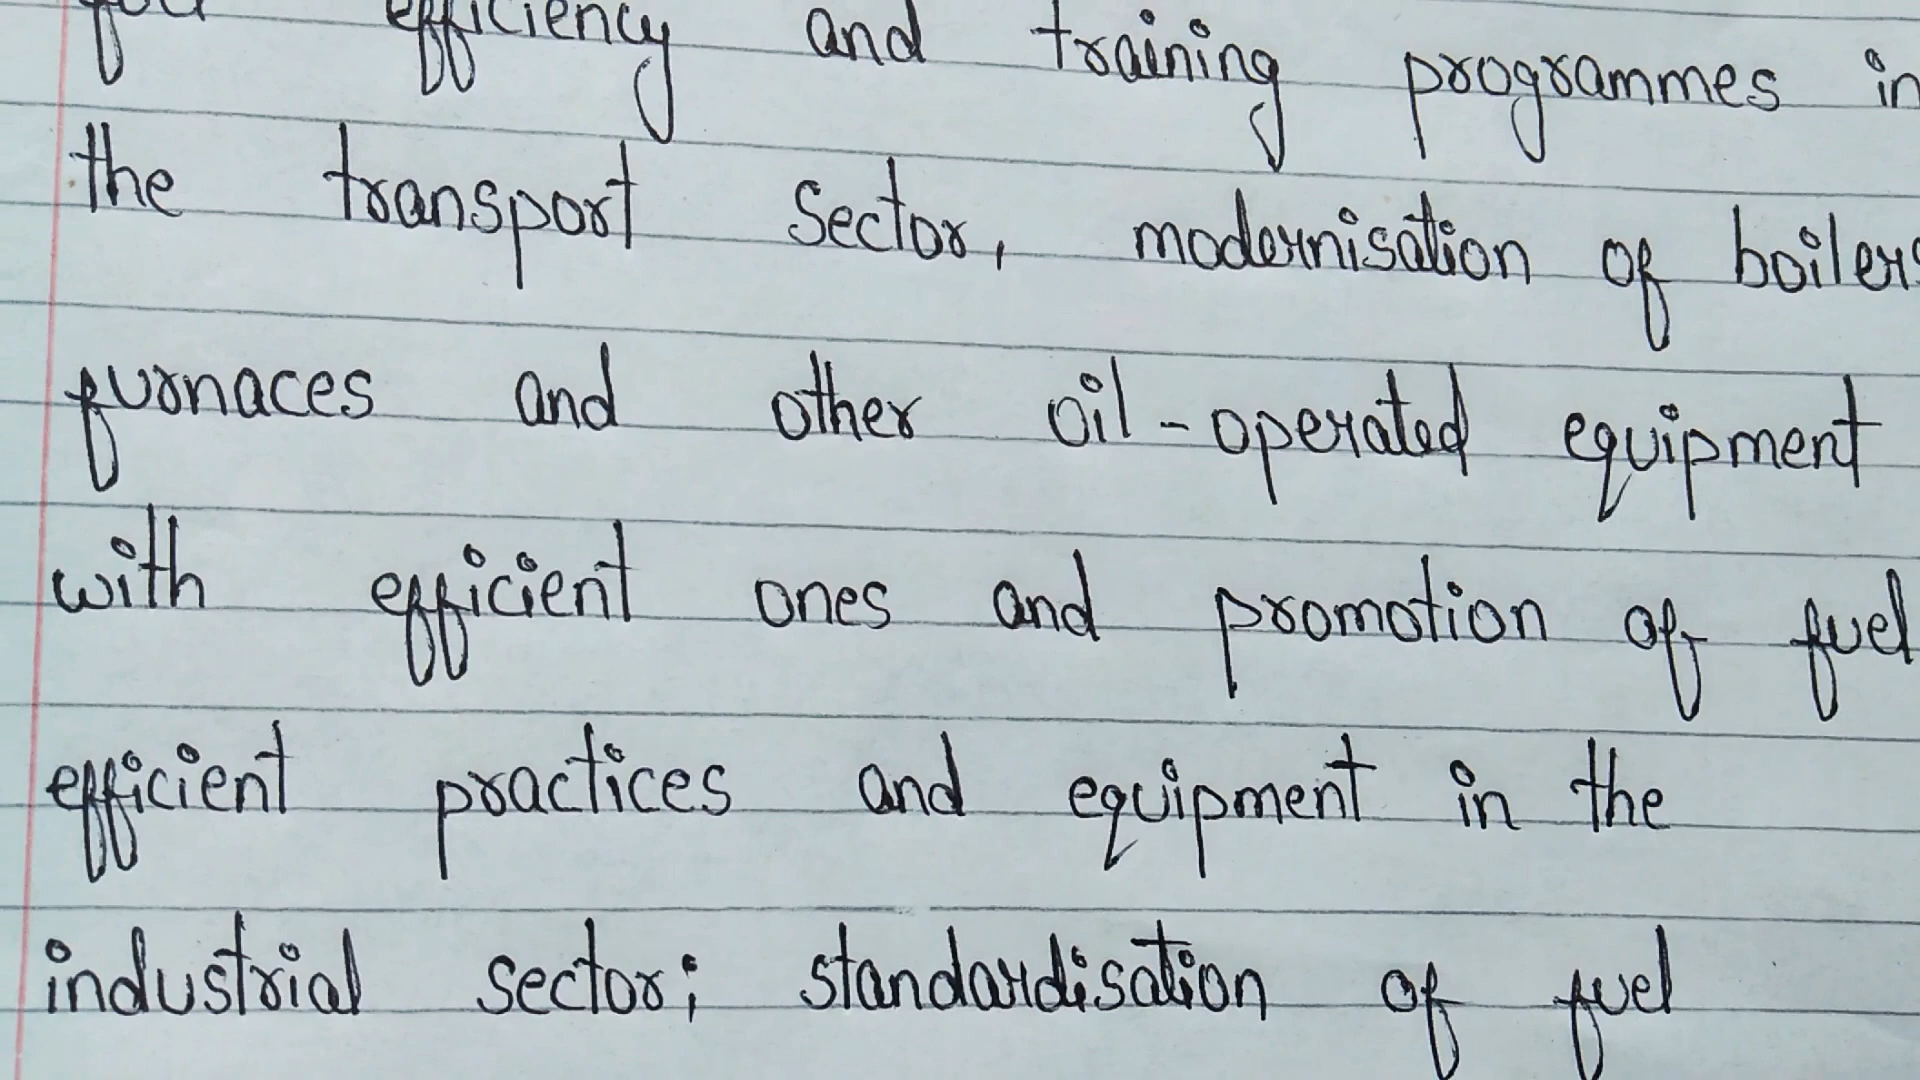 fuel efficiency and training programmes in
the transport Sector, modernisation of boilers
furnaces and other oil-operated equipment
with efficient ones and promotion of fuel
efficient practices and equipment in the
industrial sector; standardisation of fuel